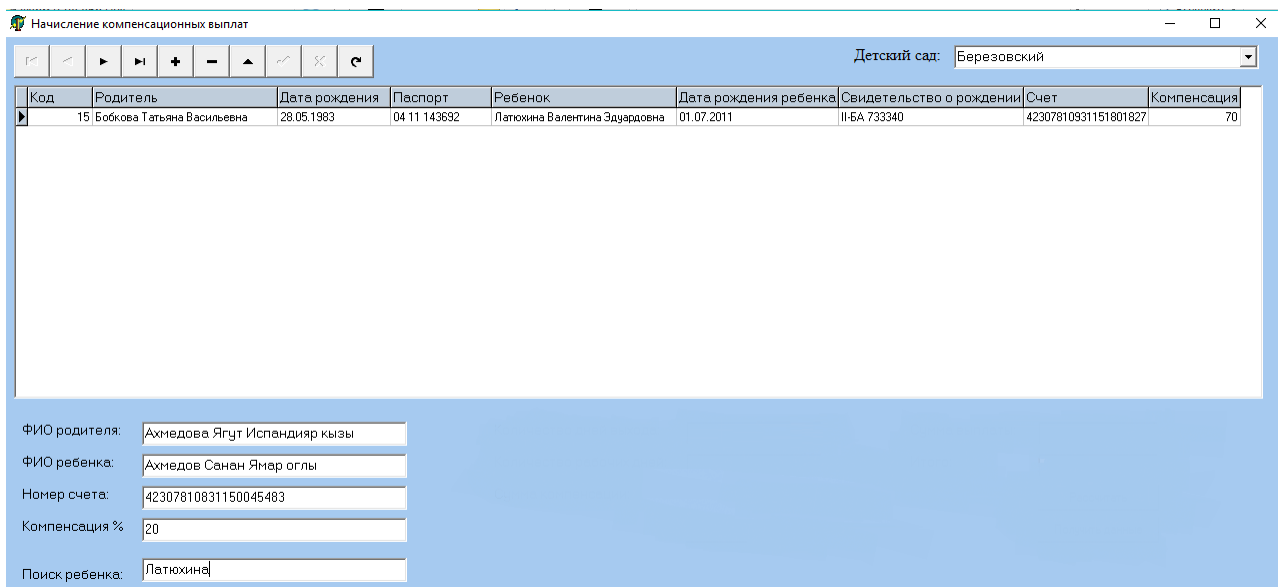 Начисление компенсационных выплат
Детский сад: Березовский
Код Родитель Дата рождения Паспорт Ребенок Дата рождения ребенка Свидетельство о рождении Счет Компенсация
15 Бобкова Татьяна Васильевна 28.05.1983 04 11 143692 Латюхина Валентина Эдуардовна 01.07.2011 II-БА 733340 42307810931151801827 70
ФИО родителя: Ахмедова Ягут Испандияр кызы
ФИО ребенка: Ахмедов Санан Ямар оглы
Номер счета: 42307810831150045483
Компенсация % 20
Поиск ребенка: Латюхина